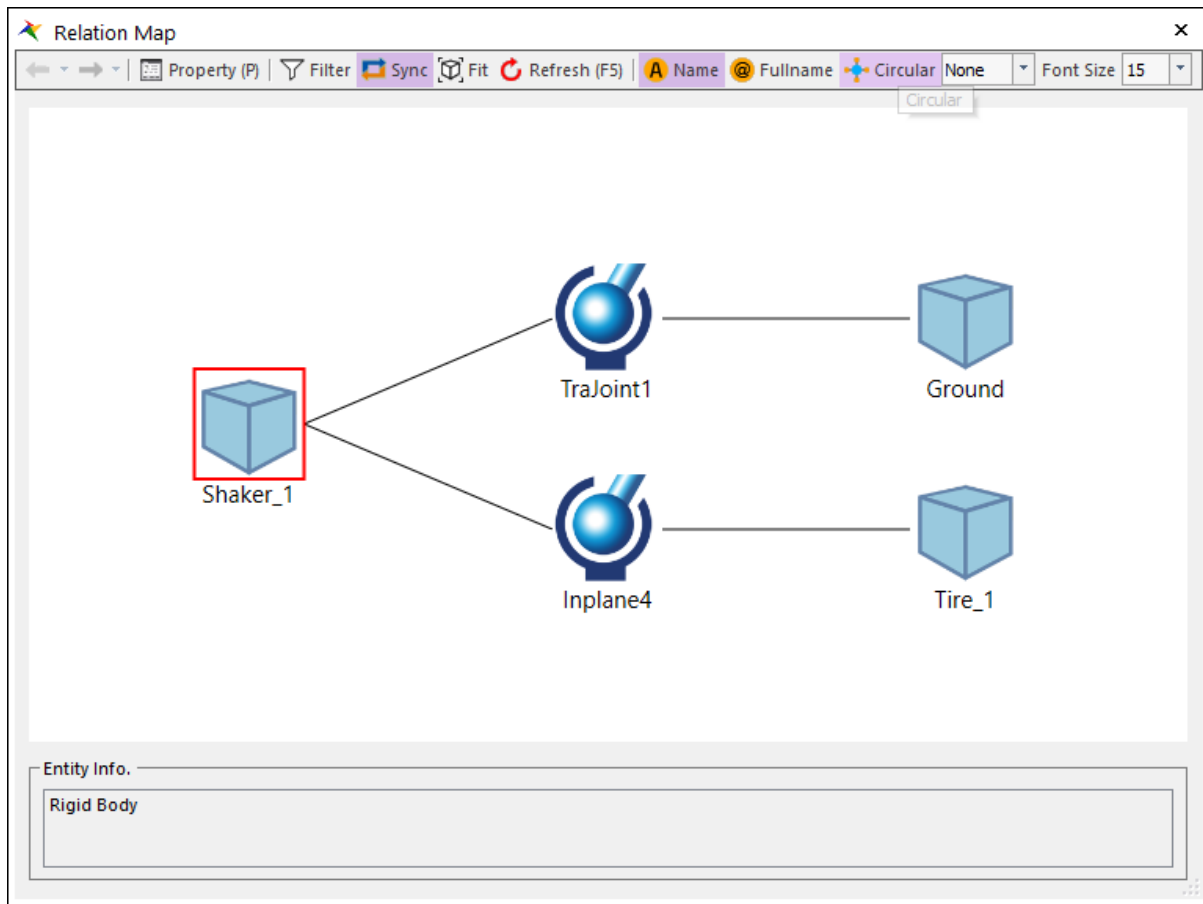 Relation Map
Property (P) Filter Sync Fit Refresh (F5) A Name @ Fullname Circular None Font Size 15
Circular
TraJoint1 Ground
Shaker_1
Inplane4 Tire_1
Entity Info.
Rigid Body